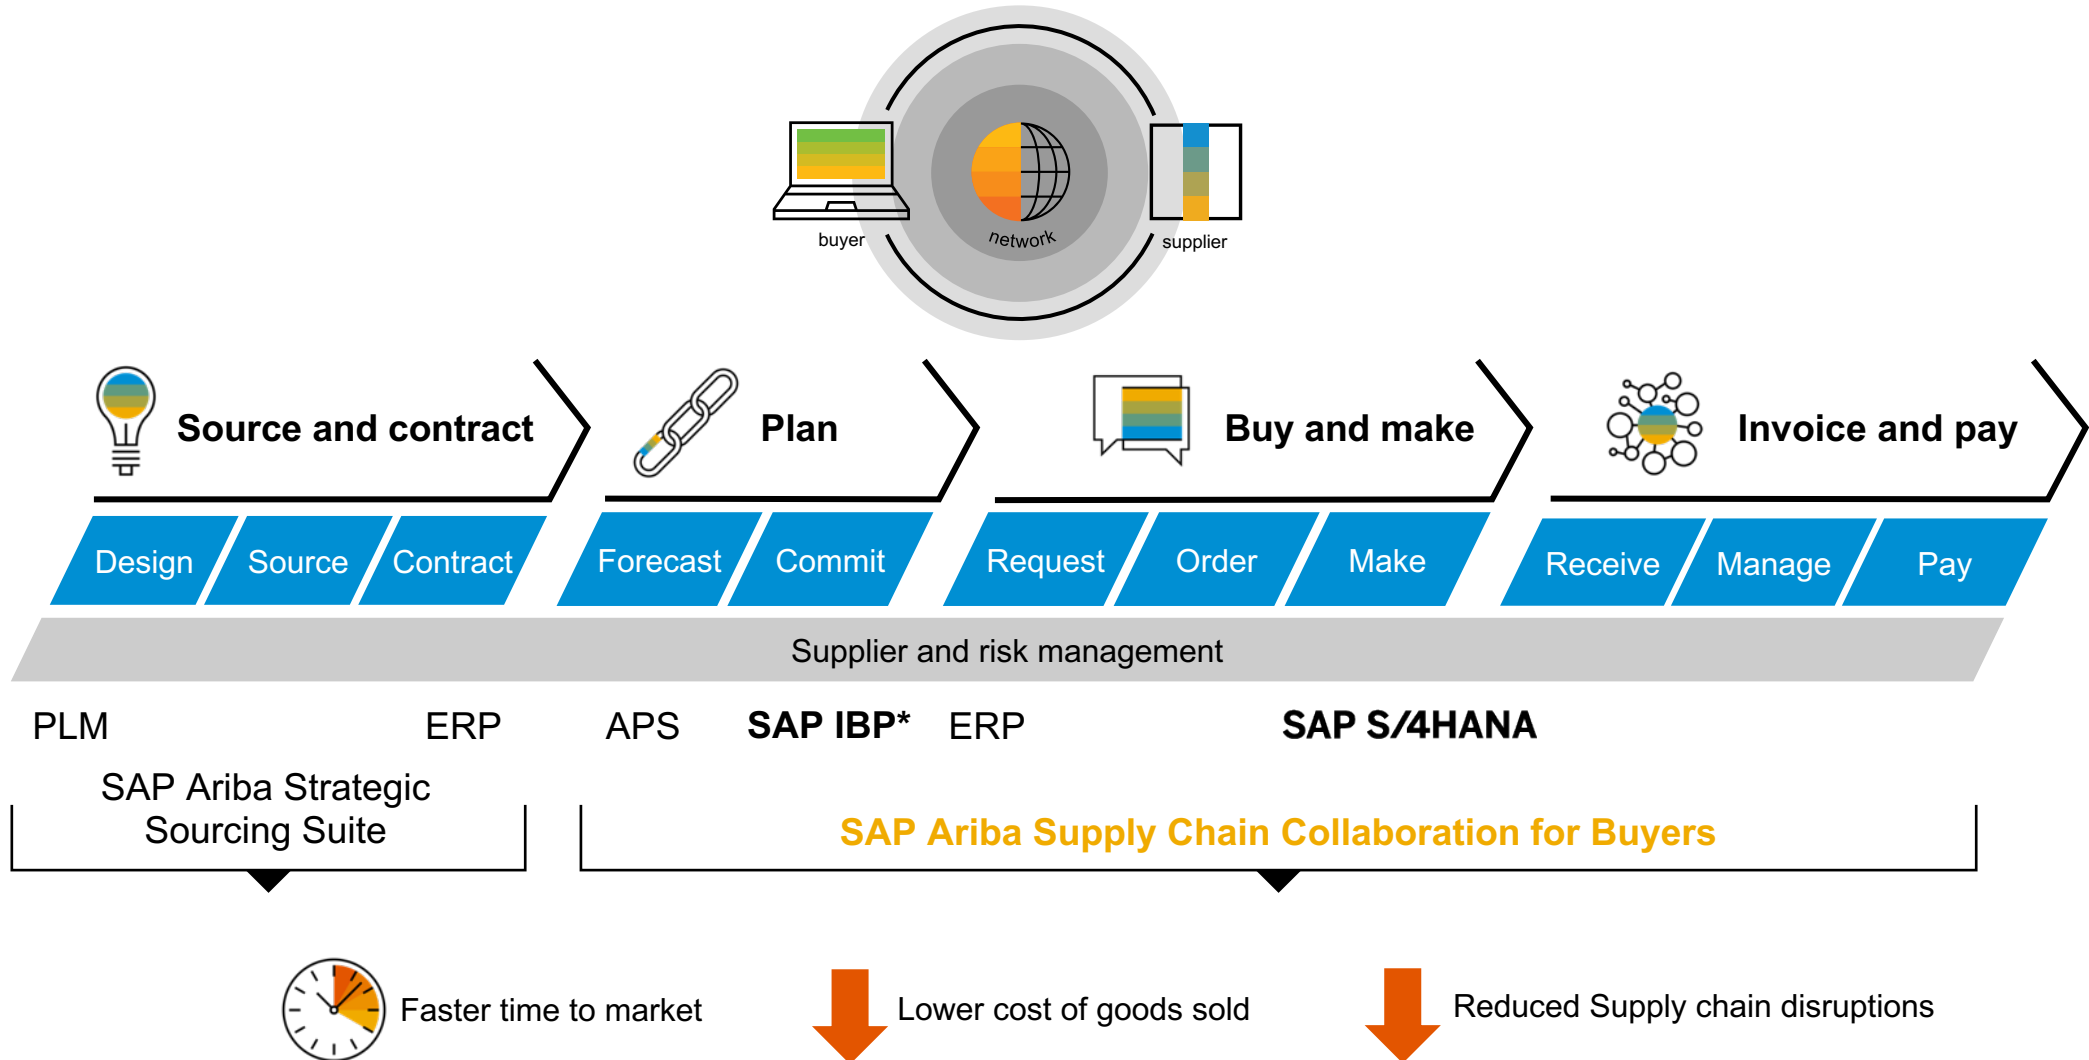 buyer
network
supplier
Source and contract
Plan
Buy and make
Invoice and pay
Design
Source
Contract
Forecast
Commit
Request
Order
Make
Receive
Manage
Pay
Supplier and risk management
PLM
ERP
APS
SAP IBP*
ERP
SAP S/4HANA
SAP Ariba Strategic
Sourcing Suite
SAP Ariba Supply Chain Collaboration for Buyers
Faster time to market
Lower cost of goods sold
Reduced Supply chain disruptions